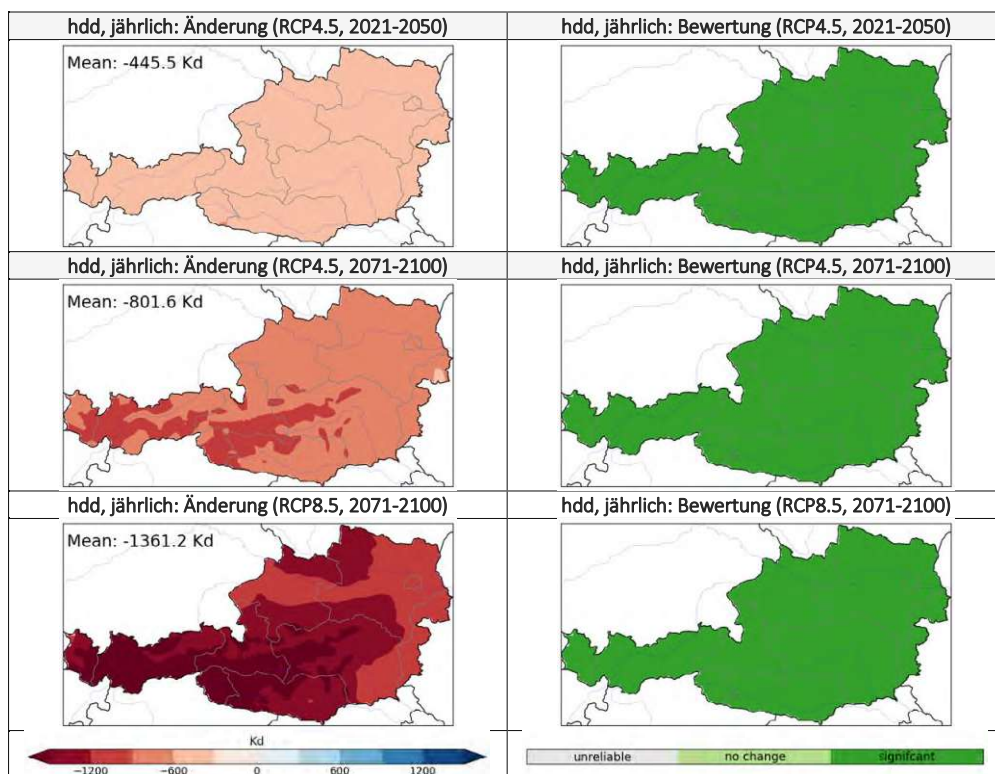 hdd, jährlich: Änderung (RCP4.5, 2021-2050)
hdd, jährlich: Bewertung (RCP4.5, 2021-2050)
Mean: -445.5 Kd
hdd, jährlich: Änderung (RCP4.5, 2071-2100)
hdd, jährlich: Bewertung (RCP4.5, 2071-2100)
Mean: -801.6 Kd
hdd, jährlich: Änderung (RCP8.5, 2071-2100)
hdd, jährlich: Bewertung (RCP8.5, 2071-2100)
Mean: -1361.2 Kd
Kd
−1200 −600 0 600 1200
unreliable no change signifcant